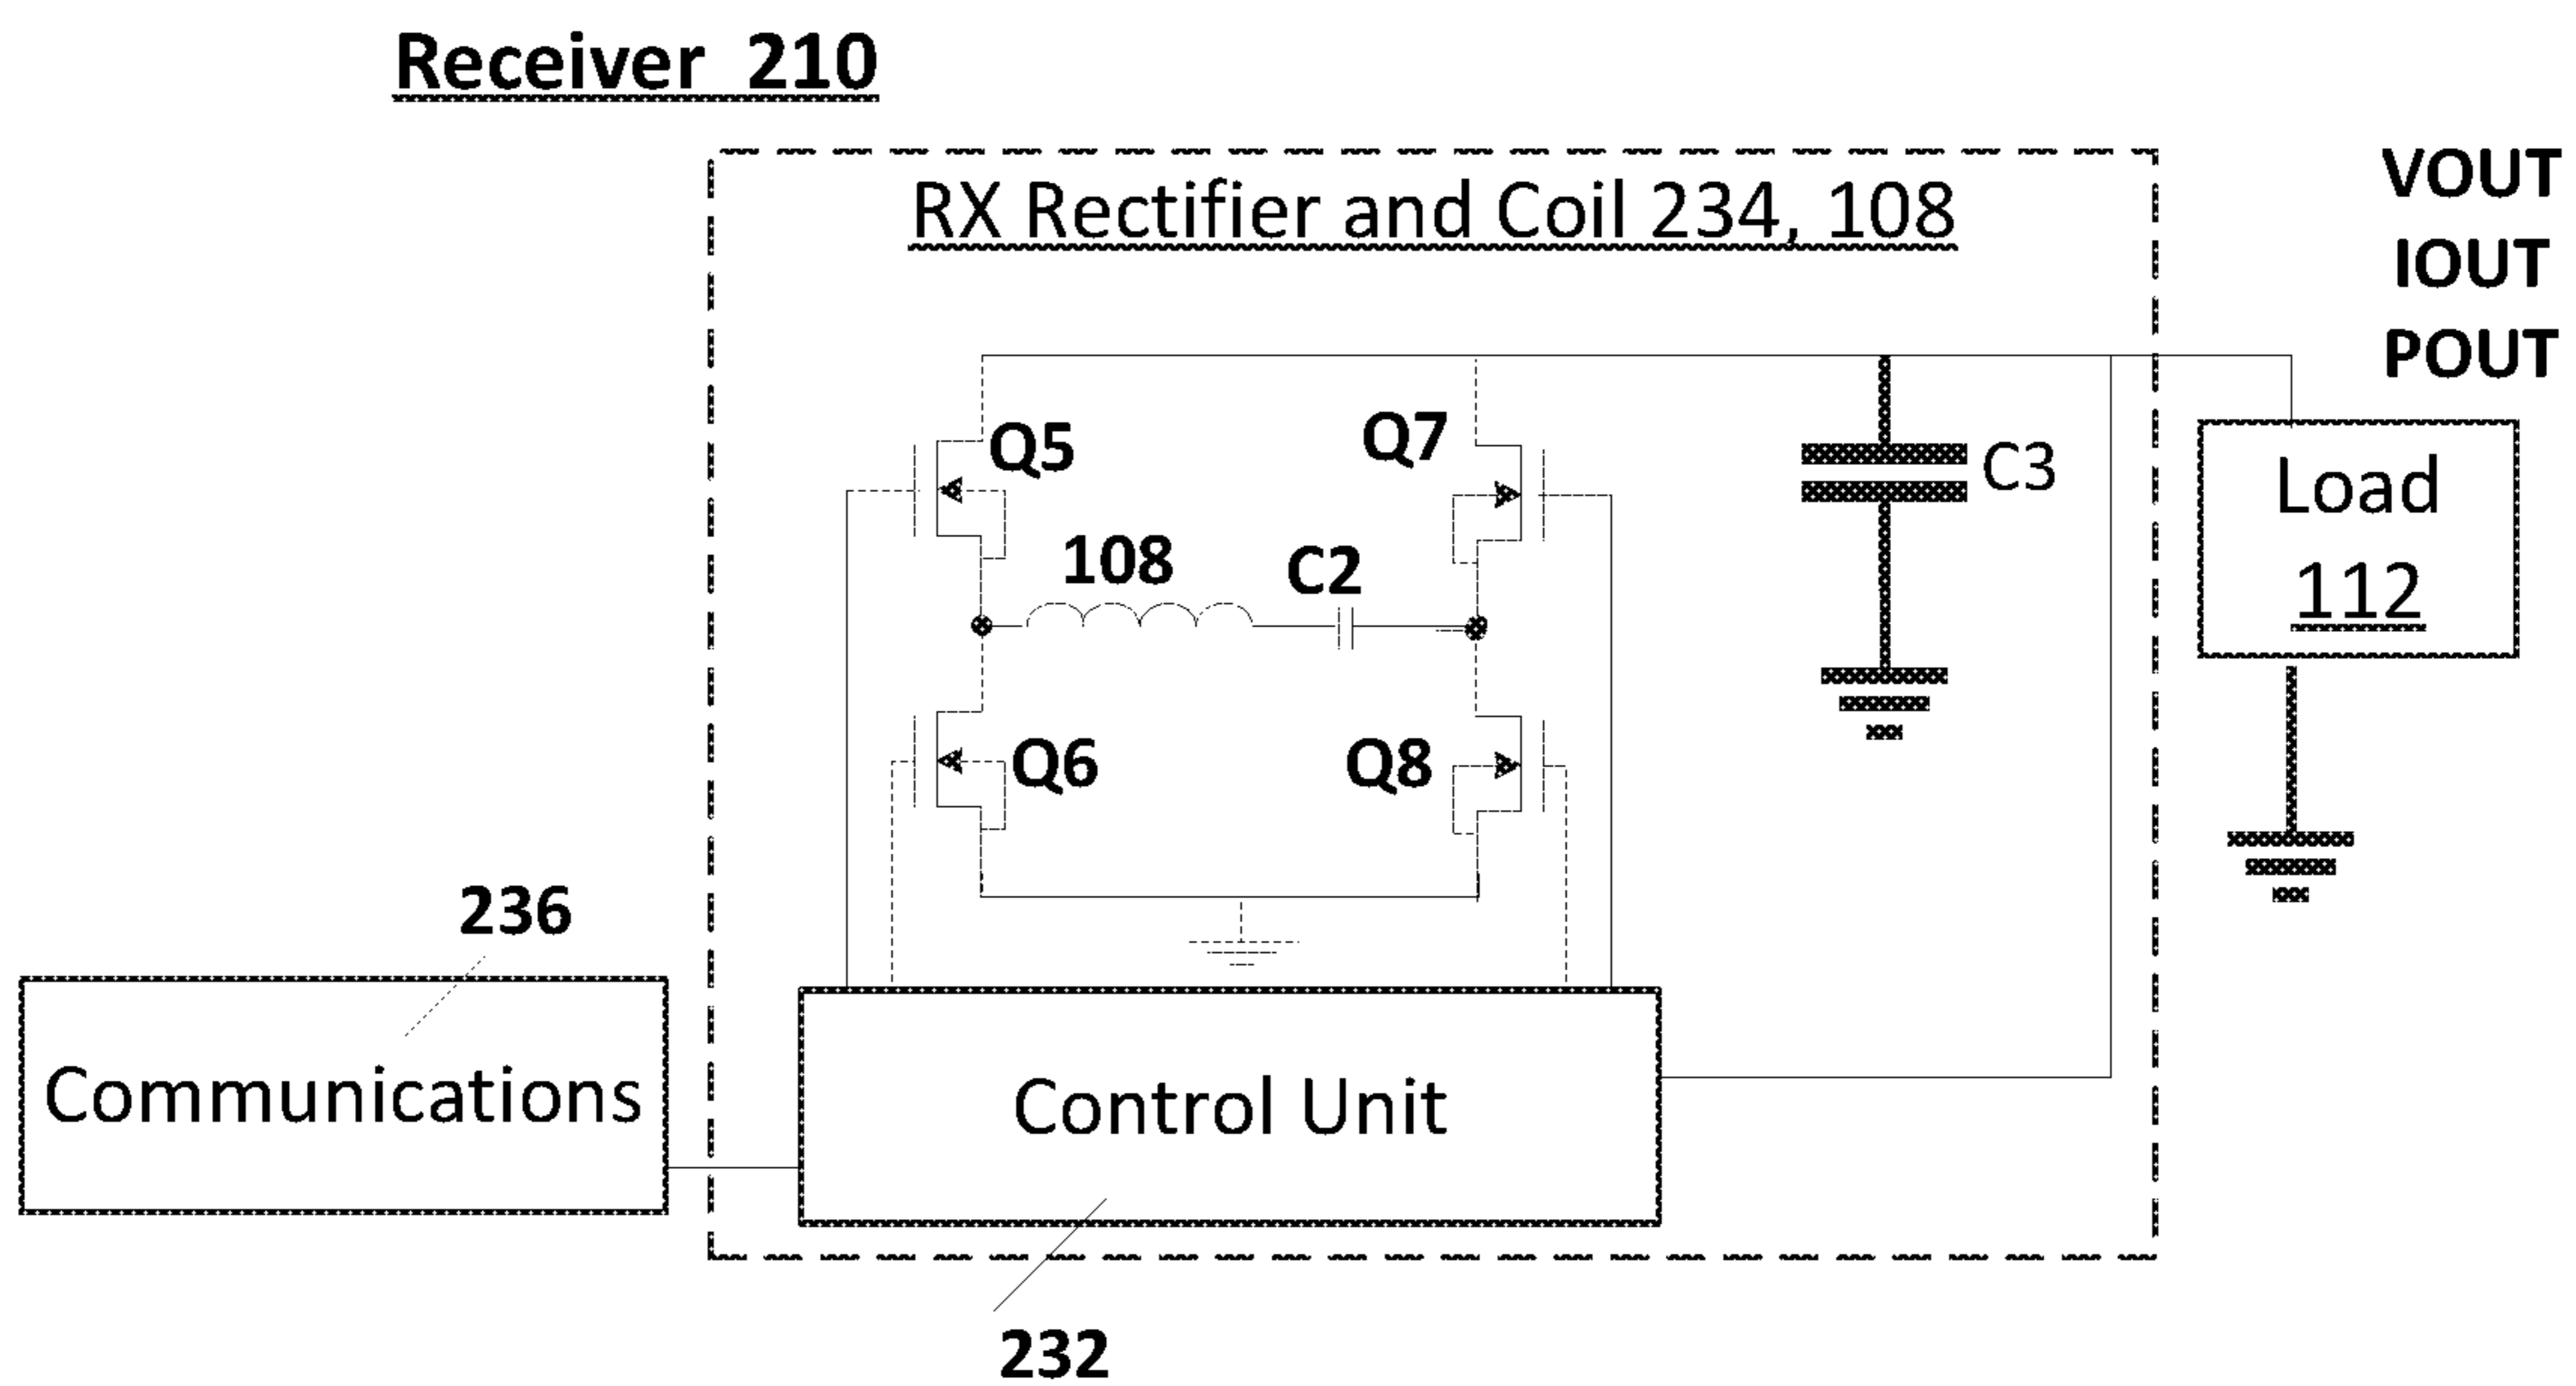 Receiver 210
RX Rectifier and Coil 234, 108
VOUT
IOUT
POUT
Q5
Q7
C3
Load
112
108
C2
Q6
Q8
236
Communications
Control Unit
232